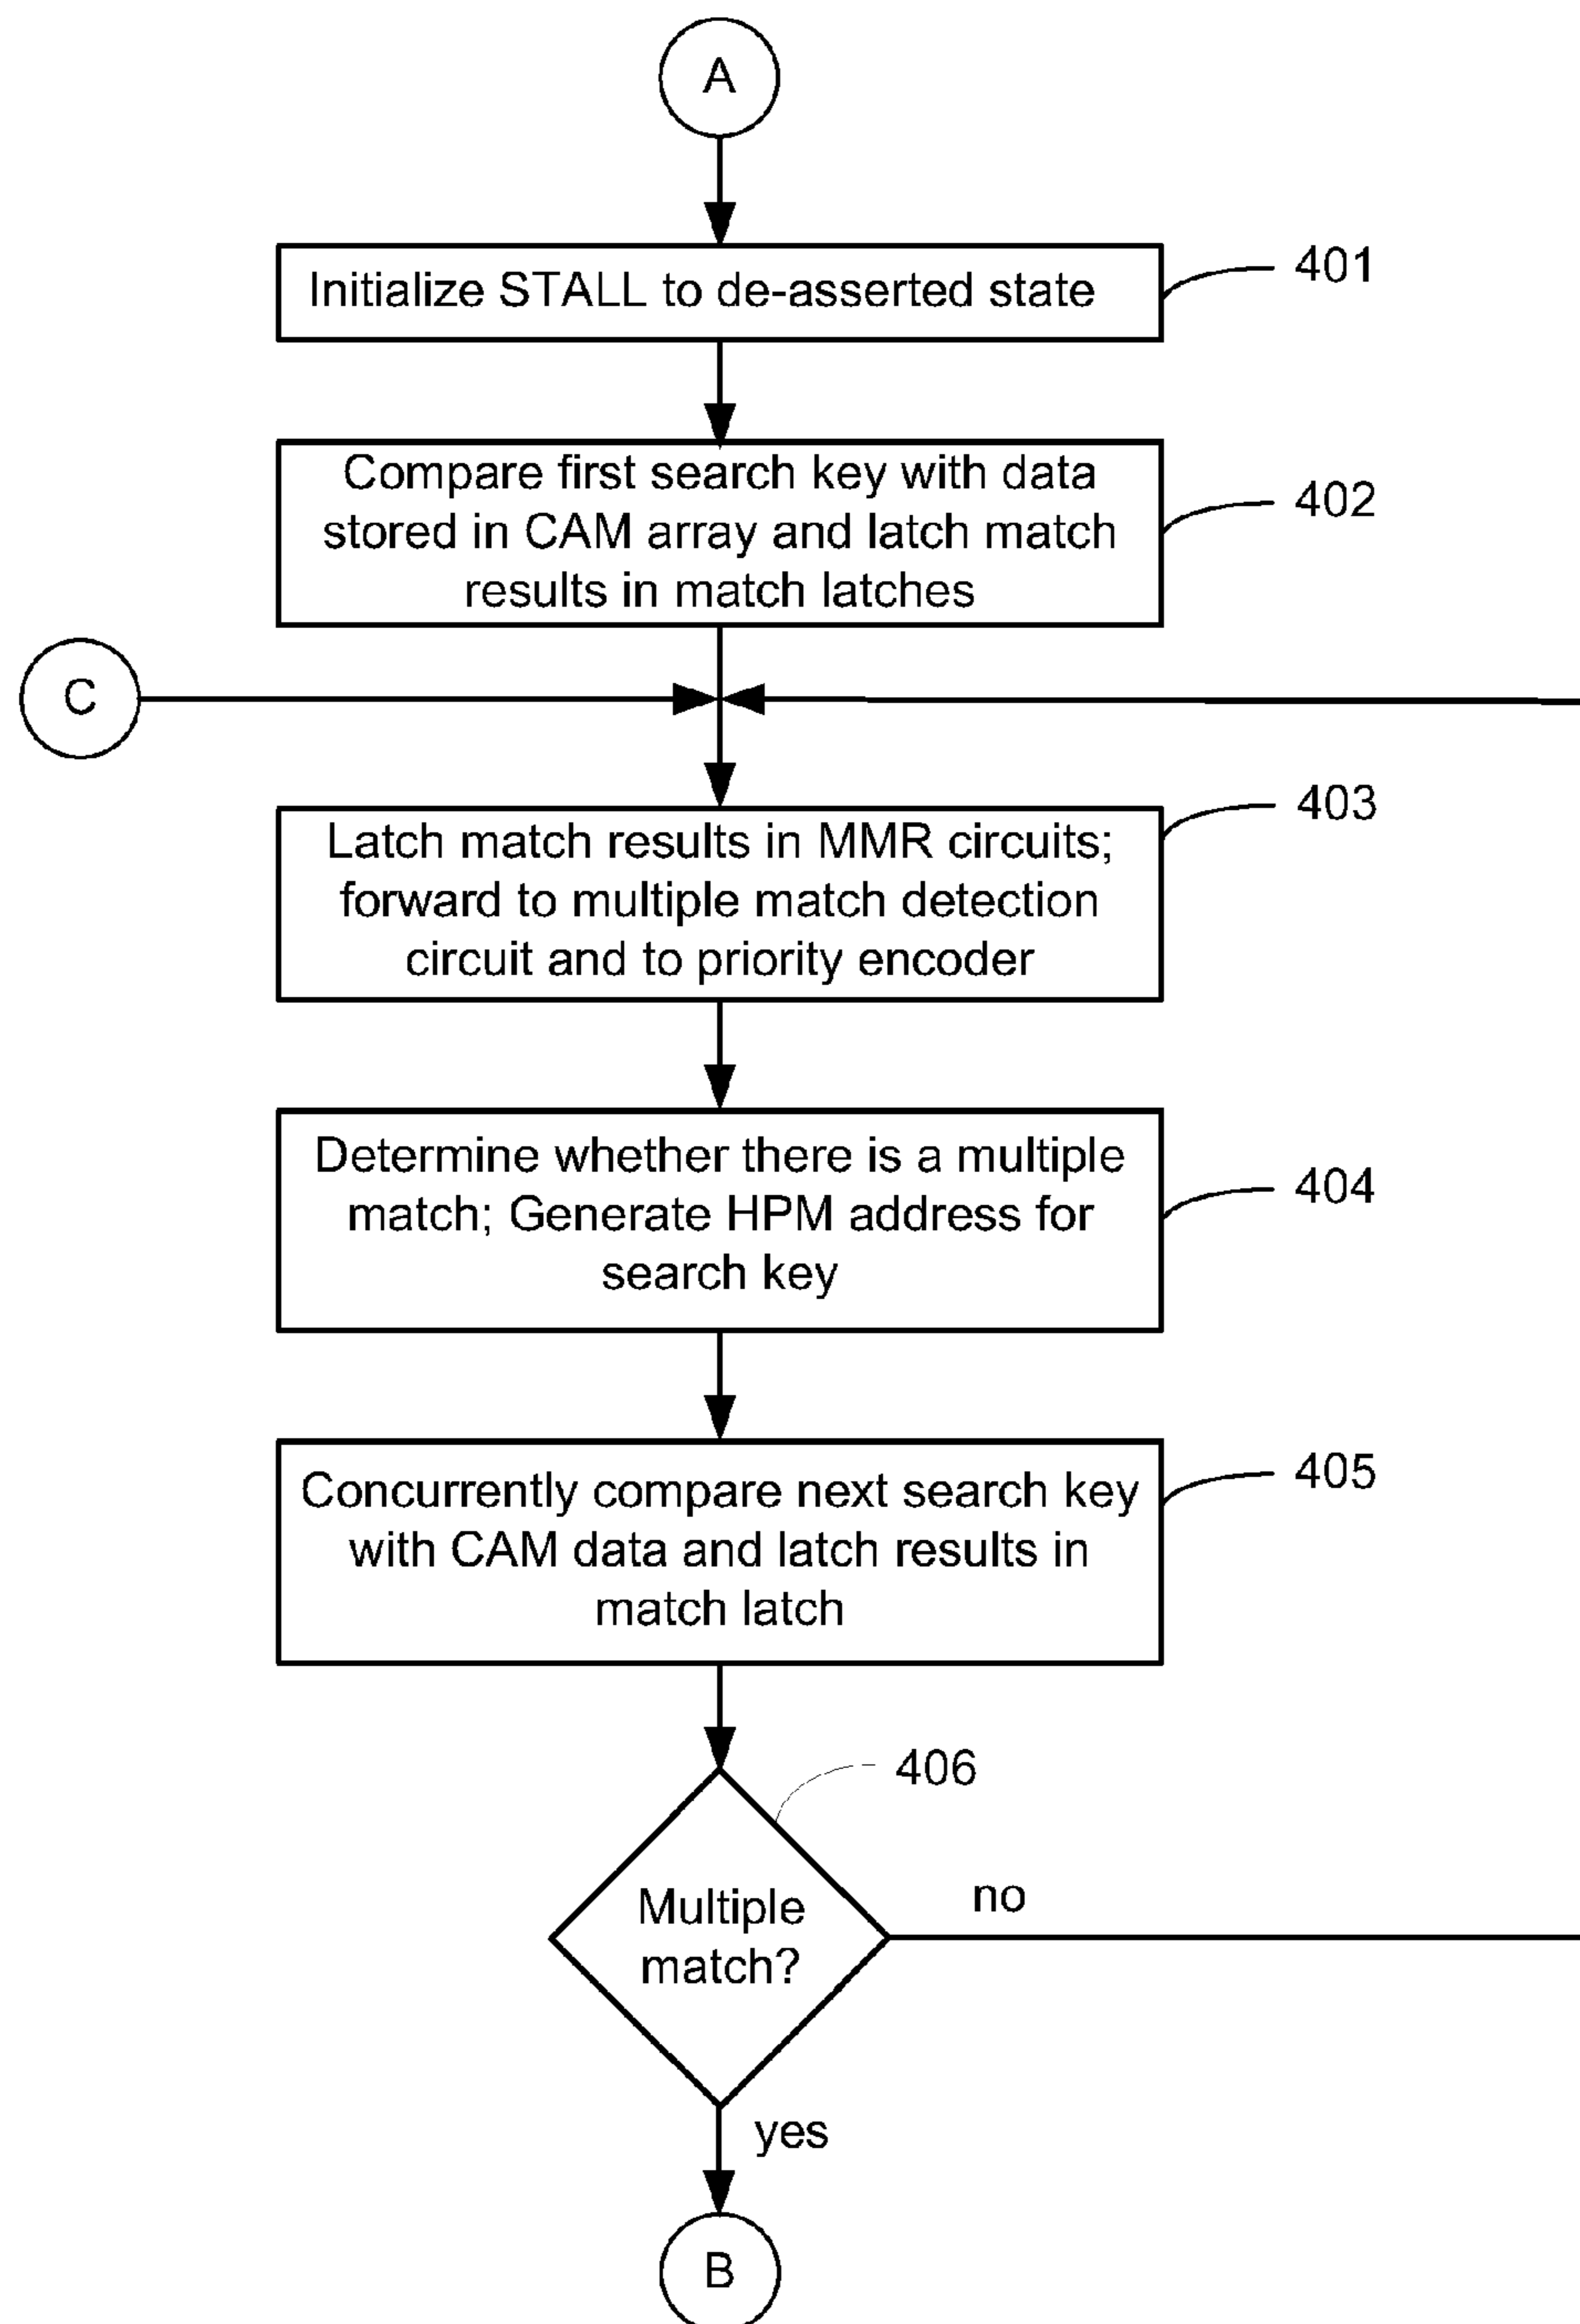 A
Initialize STALL to de-asserted state
401
Compare first search key with data
stored in CAM array and latch match
results in match latches
402
C
Latch match results in MMR circuits;
forward to multiple match detection
circuit and to priority encoder
403
Determine whether there is a multiple
match; Generate HPM address for
search key
404
Concurrently compare next search key
with CAM data and latch results in
match latch
405
406
Multiple
match?
no
yes
B